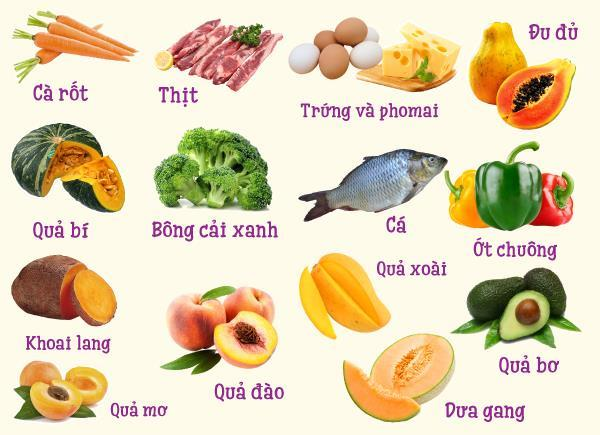 Cà rốt
Thịt
Trứng và phomai
Đu đủ
Quả bí
Bông cải xanh
Cá
Ớt chuông
Khoai lang
Quả đào
Quả xoài
Quả bơ
Quả mơ
Dưa gang